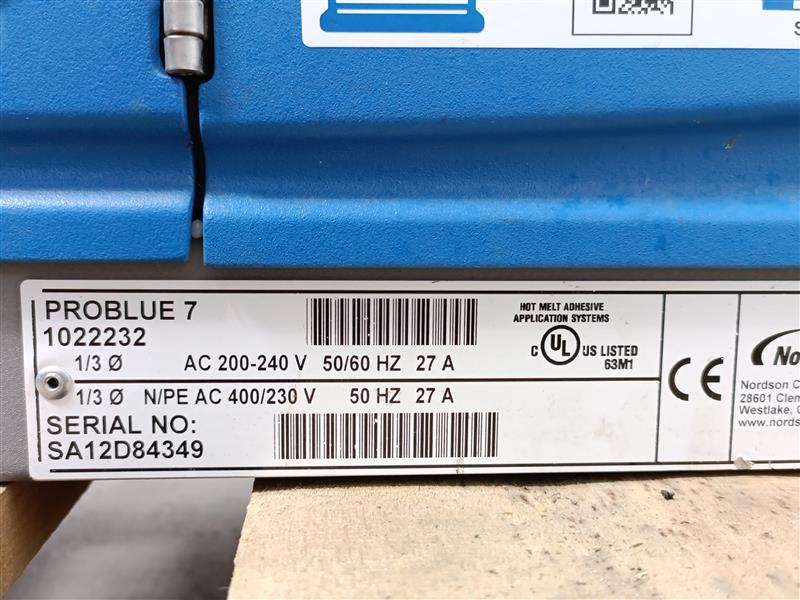 S
PROBLUE 7
1022232
1/3 Ø AC 200-240 V 50/60 HZ 27 A
1/3 Ø N/PE AC 400/230 V 50 HZ 27 A
SERIAL NO:
SA12D84349
HOT MELT ADHESIVE
APPLICATION SYSTEMS
C UL US LISTED
63M1
CE
No
Nordson C
28601 Clem
Westlake, 
www.nords